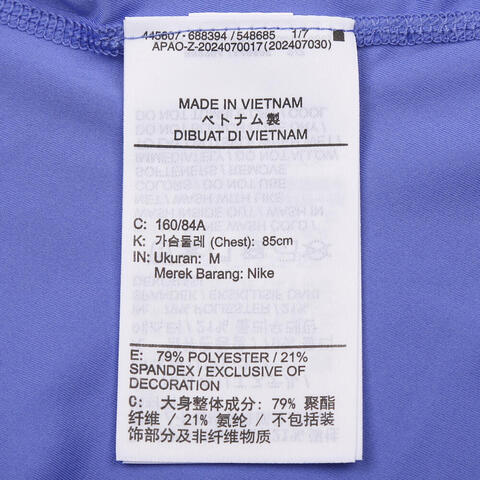 445607-688394 / 548685 1/7
APAO-Z-2024070017(202407030)
MADE IN VIETNAM
ベトナム製
DIBUAT DI VIETNAM
C: 160/84A
K: 가슴둘레 (Chest): 85cm
IN: Ukuran: M
Merek Barang: Nike
E: 79% POLYESTER / 21%
SPANDEX / EXCLUSIVE OF
DECORATION
C: 大身整体成分: 79% 聚酯
纤维 / 21% 氨纶 / 不包括装
饰部分及非纤维物质